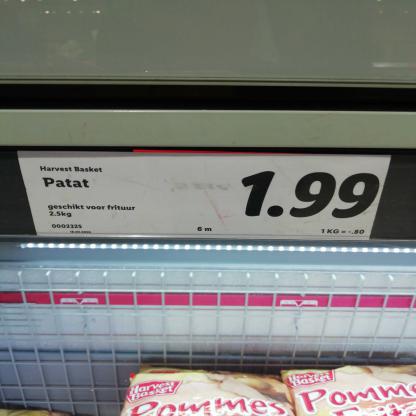 Harvest Basket
Patat
geschikt voor frituur
2.5kg
0002225
6 m
1.99
1 KG = -.80
Harvest
Basket
Pommes
Harvest
Basket
Pommes